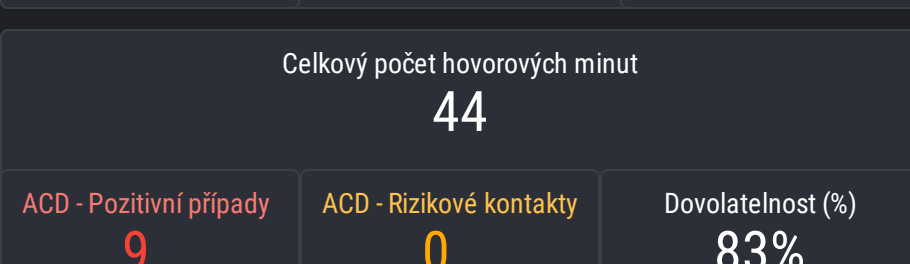 Celkový počet hovorových minut
44
ACD - Pozitivní případy
ACD - Rizikové kontakty
Dovolatelnost (%)
9
0
83%